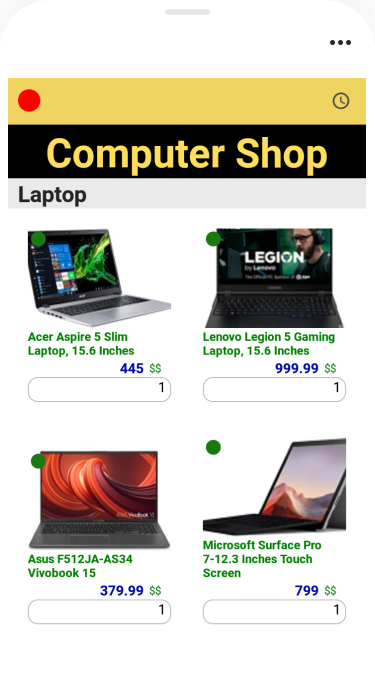 Computer Shop
Laptop
LEGION
by Lenovo
Acer Aspire 5 Slim
Laptop, 15.6 Inches
445 $$
1
Lenovo Legion 5 Gaming
Laptop, 15.6 Inches
999.99 $$
1
Asus F512JA-AS34
Vivobook 15
379.99 $$
1
Microsoft Surface Pro
7-12.3 Inches Touch
Screen
799 $$
1